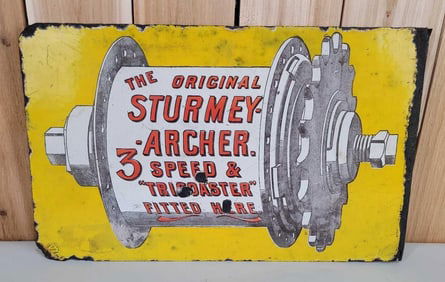 THE ORIGINAL
STURMEY-
-ARCHER.
3 SPEED &
"TRICOASTER"
FITTED HERE